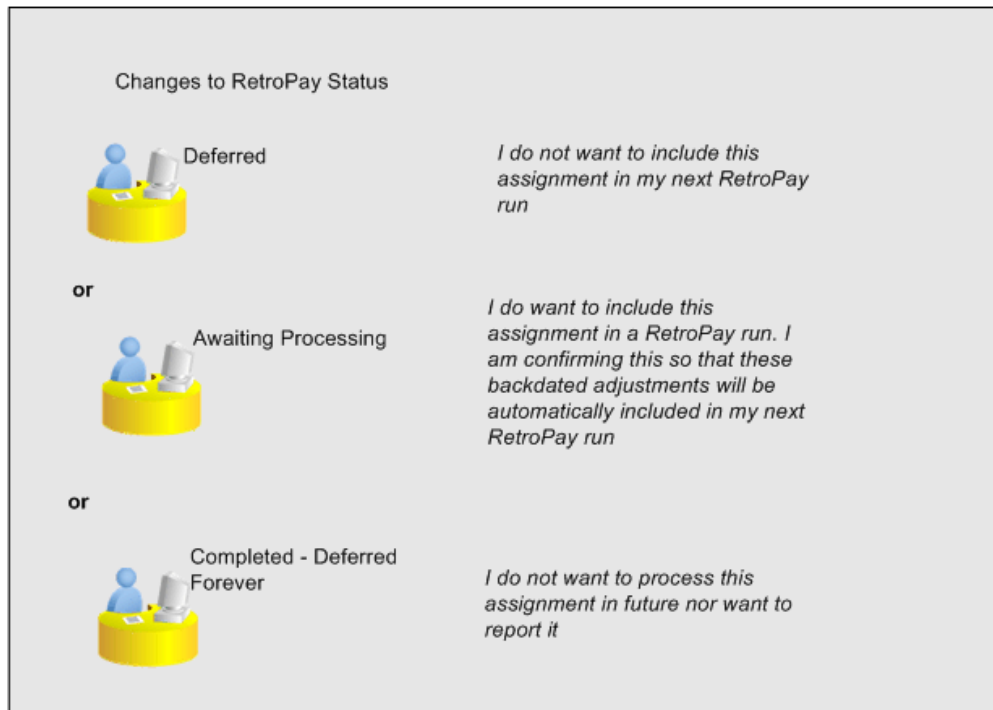 Changes to RetroPay Status
Deferred
I do not want to include this
assignment in my next RetroPay
run
or
Awaiting Processing
I do want to include this
assignment in a RetroPay run. I
am confirming this so that these
backdated adjustments will be
automatically included in my next
RetroPay run
or
Completed - Deferred
Forever
I do not want to process this
assignment in future nor want to
report it